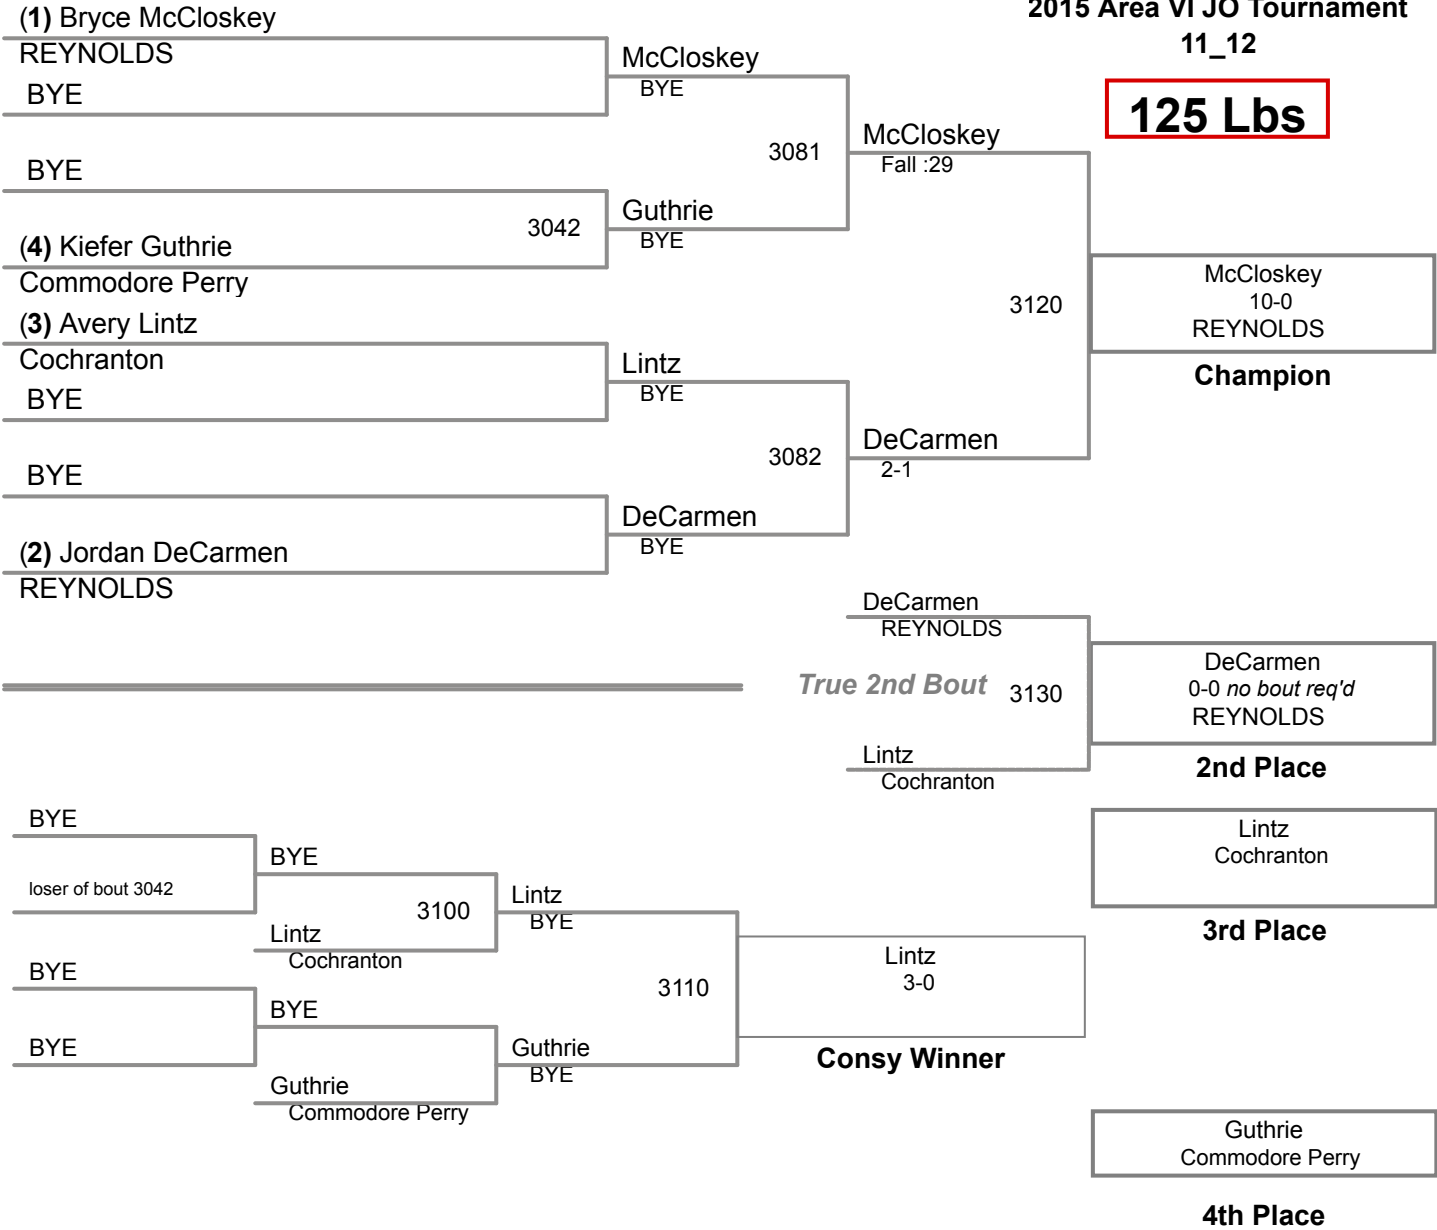 2015 Area VI JO Tournament
11_12
125 Lbs
(1) Bryce McCloskey
REYNOLDS
BYE
BYE
(4) Kiefer Guthrie
Commodore Perry
(3) Avery Lintz
Cochranton
BYE
BYE
(2) Jordan DeCarmen
REYNOLDS
3042
McCloskey
BYE
Guthrie
BYE
Lintz
BYE
DeCarmen
BYE
3081
3082
McCloskey
Fall :29
DeCarmen
2-1
3120
McCloskey
10-0
REYNOLDS
Champion
DeCarmen
REYNOLDS
True 2nd Bout
3130
Lintz
Cochranton
DeCarmen
0-0 no bout req'd
REYNOLDS
2nd Place
BYE
loser of bout 3042
BYE
BYE
BYE
Lintz
Cochranton
BYE
Guthrie
Commodore Perry
3100
Lintz
BYE
Guthrie
BYE
3110
Lintz
3-0
Consy Winner
Lintz
Cochranton
3rd Place
Guthrie
Commodore Perry
4th Place